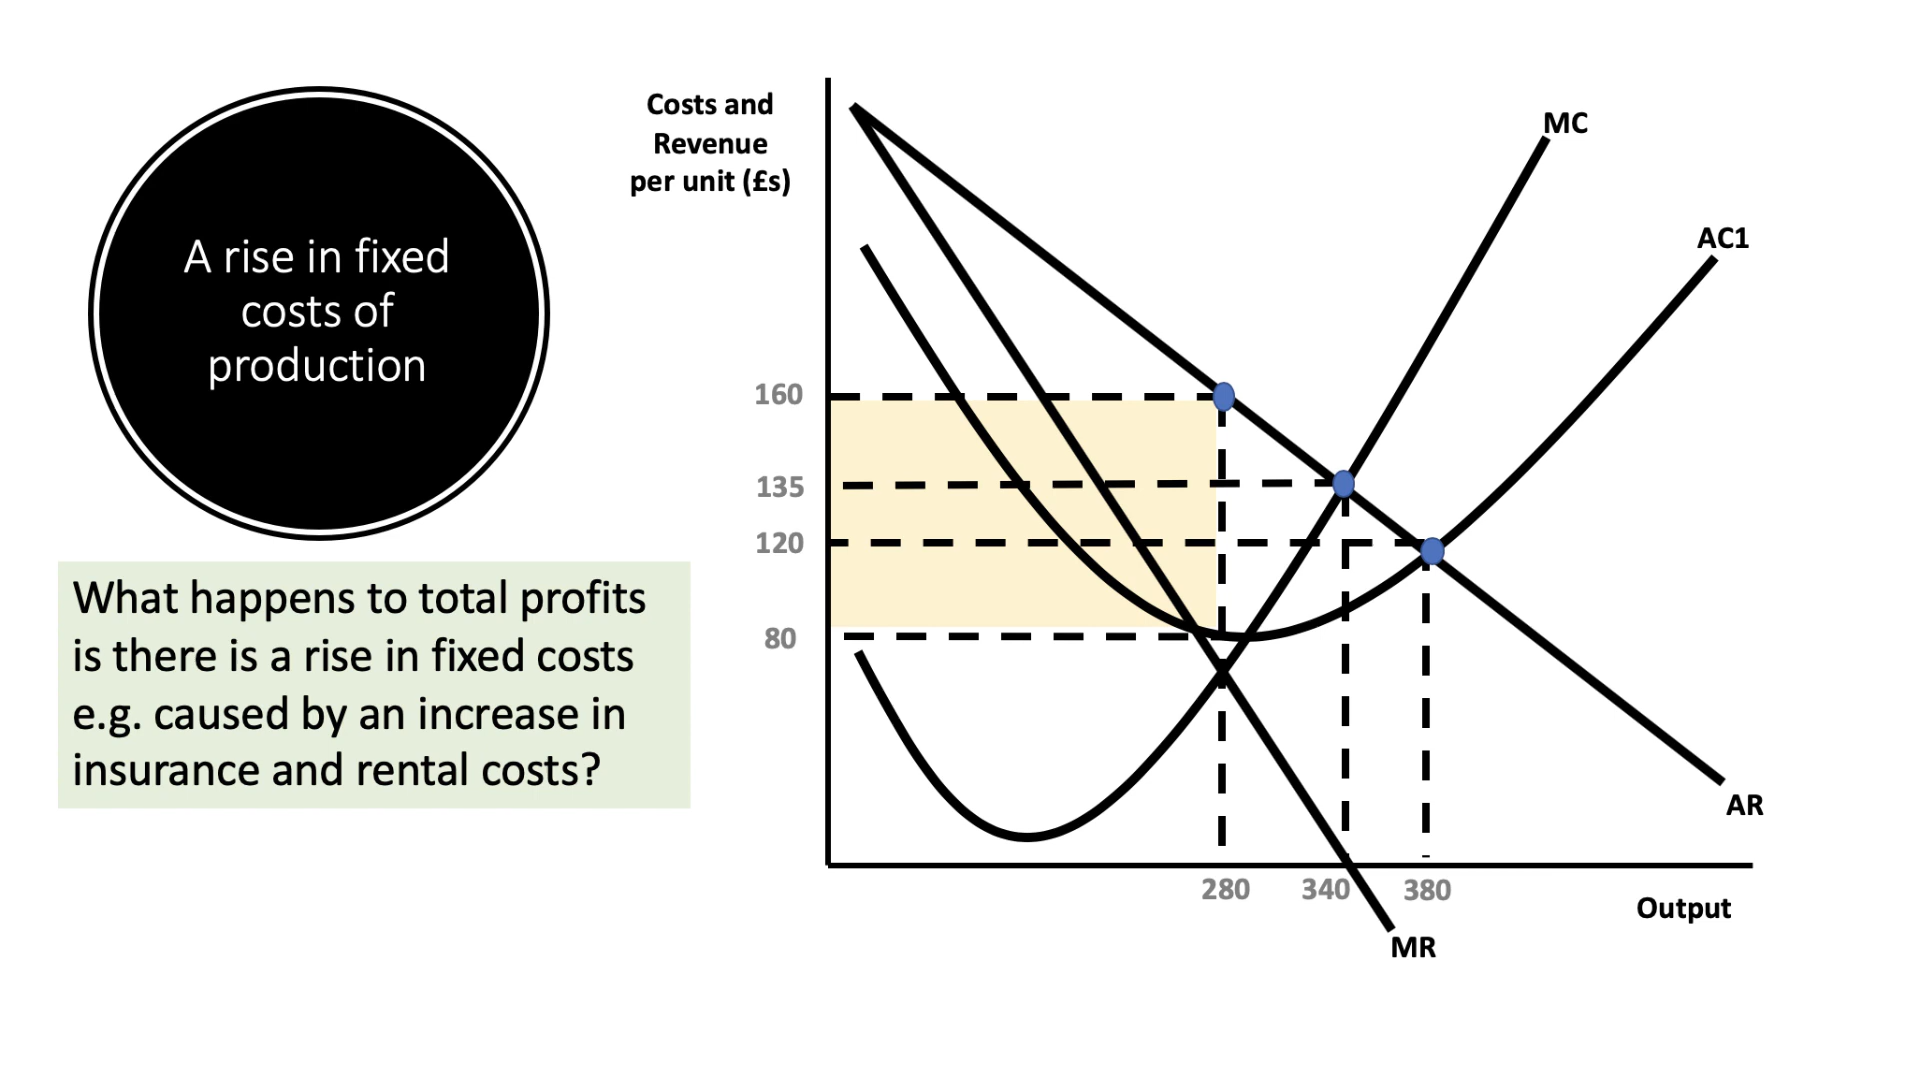 A rise in fixed
costs of
production
What happens to total profits
is there is a rise in fixed costs
e.g. caused by an increase in
insurance and rental costs?
Costs and
Revenue
per unit (£s)
MC
AC1
160
135
120
80
AR
280
340
380
Output
MR